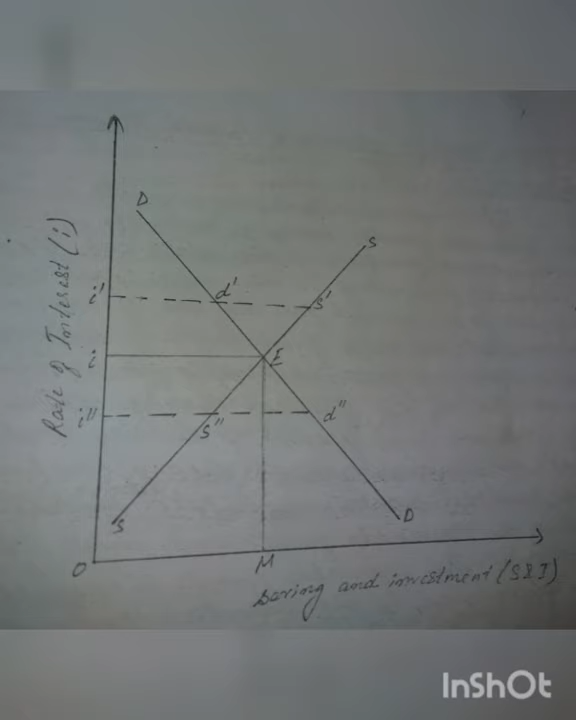 D
S
Rate of Interest (i)
i'
d'
s'
i
E
i"
s"
d"
S
D
O
M
Saving and investment (S&I)
InShOt